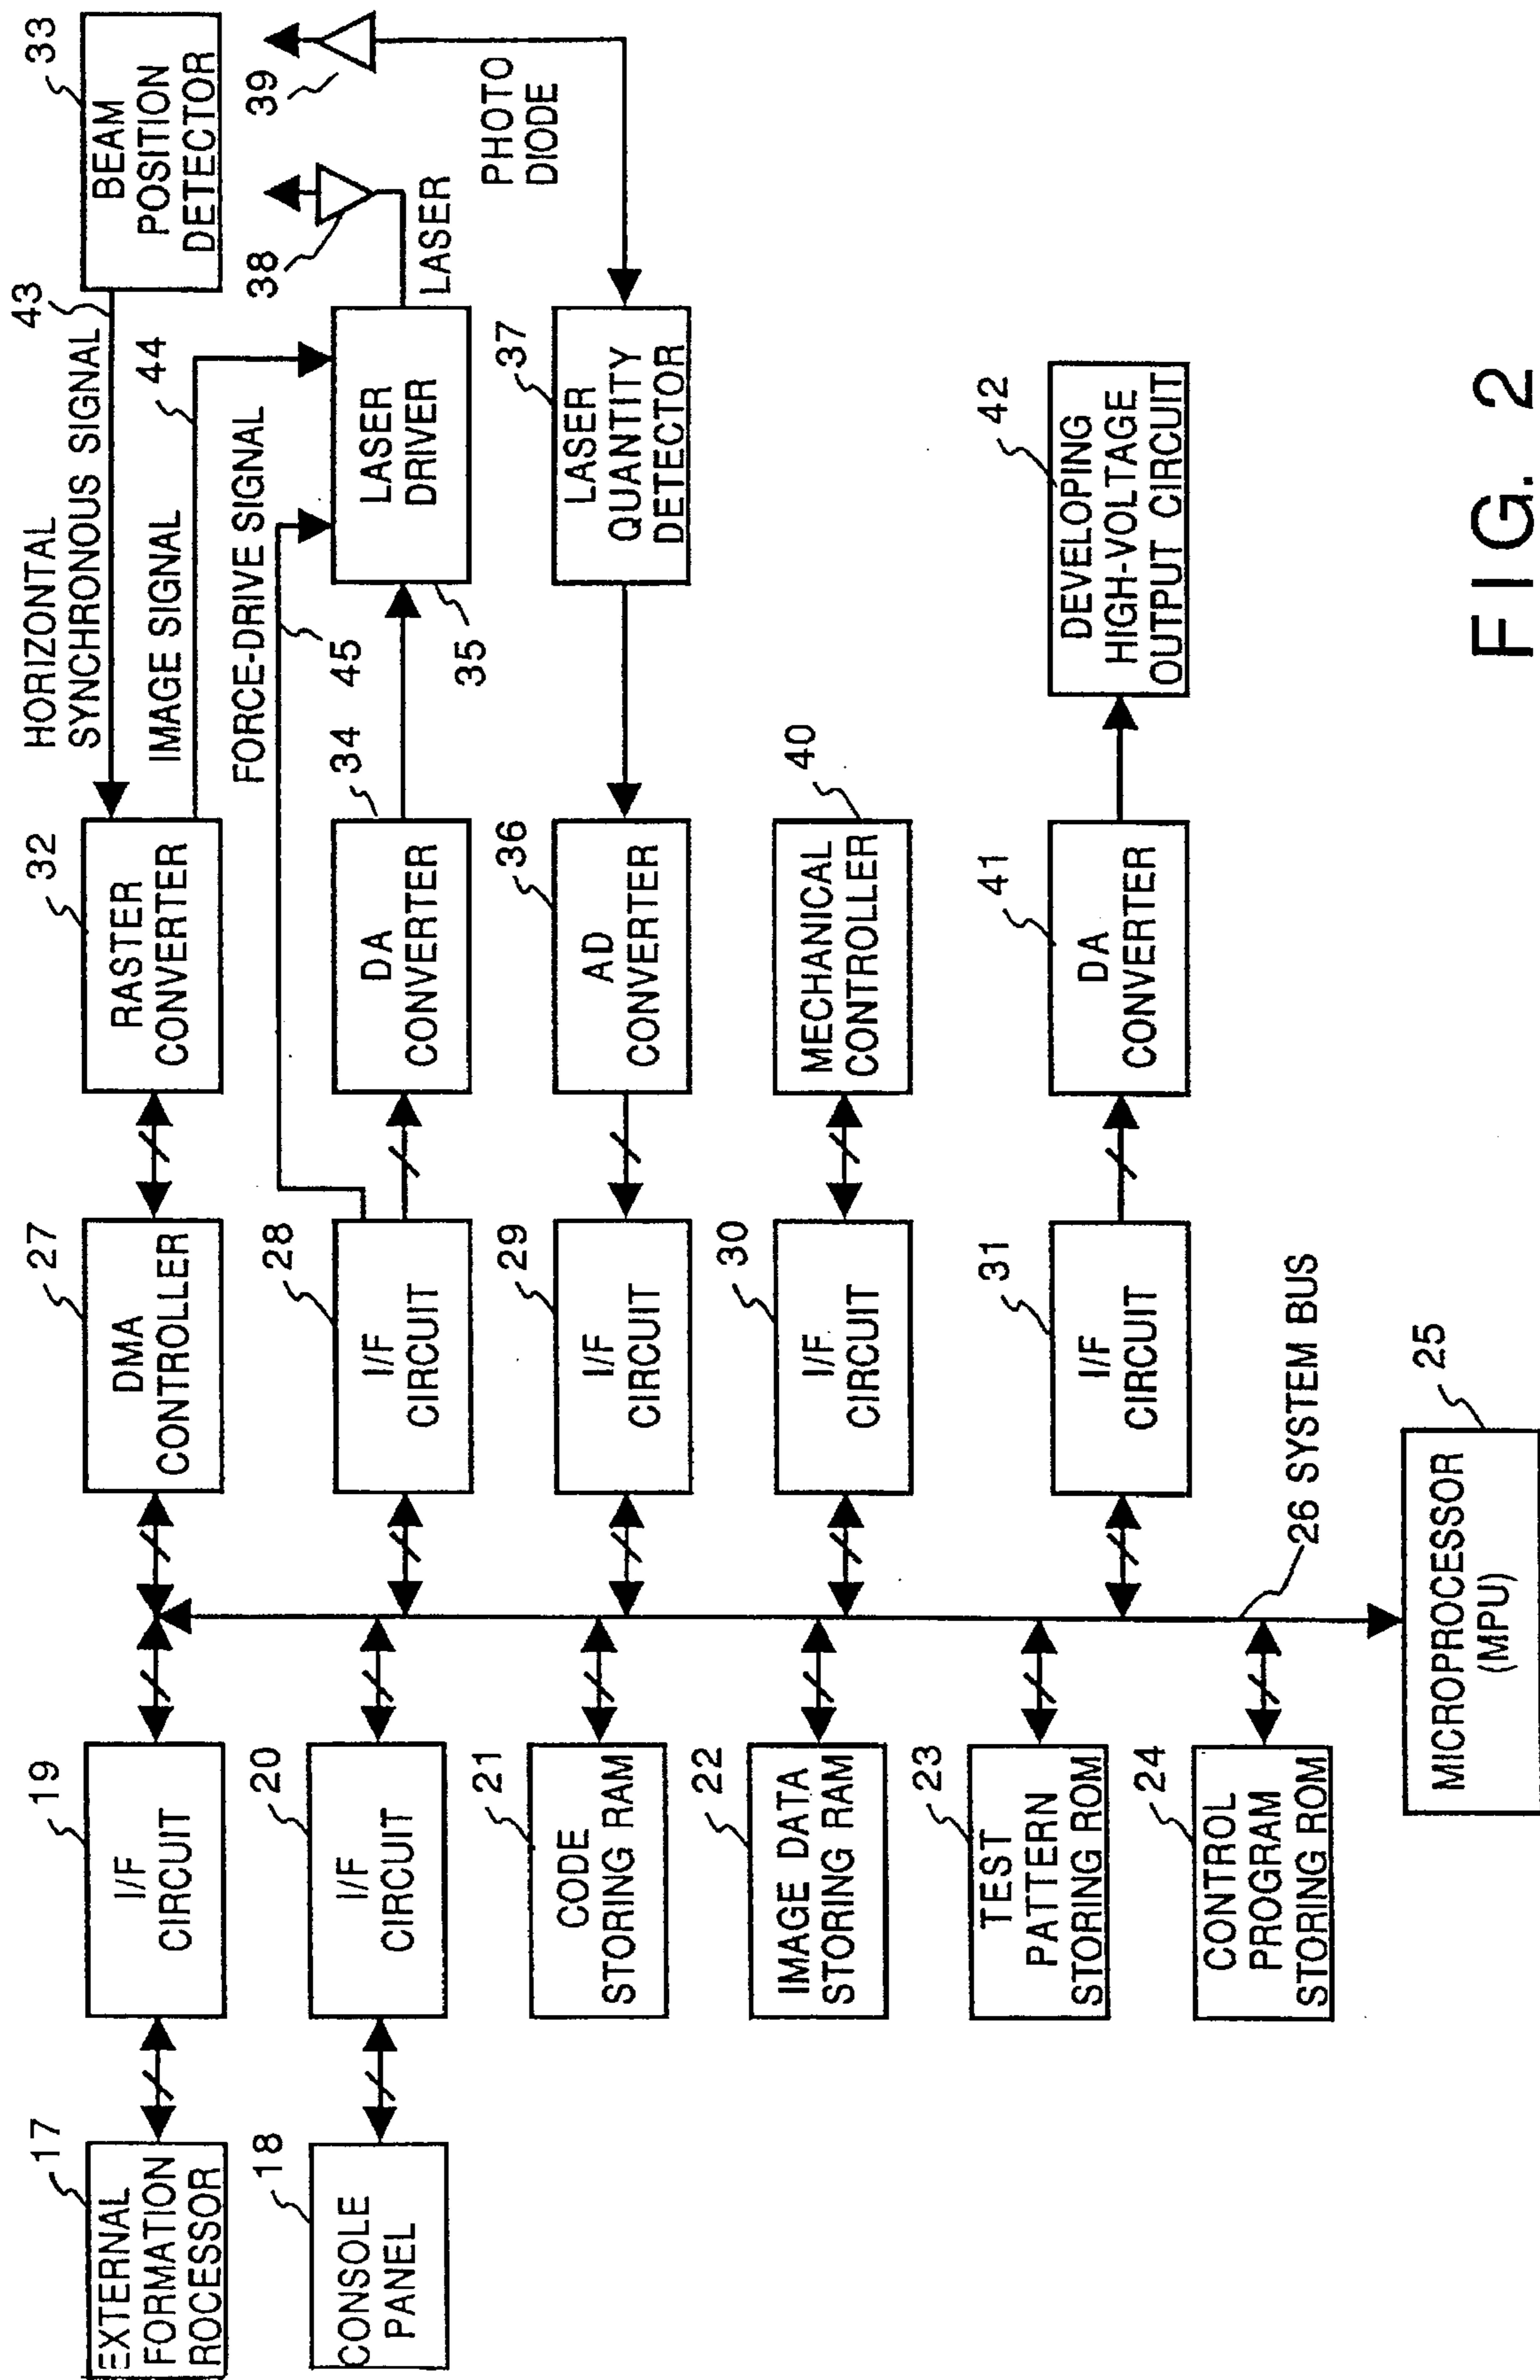 17
EXTERNAL
FORMATION
ROCESSOR
18
CONSOLE
PANEL
19
I/F
CIRCUIT
20
I/F
CIRCUIT
21
CODE
STORING RAM
22
IMAGE DATA
STORING RAM
23
TEST
PATTERN
STORING ROM
24
CONTROL
PROGRAM
STORING ROM
25
MICROPROCESSOR
(MPU)
26 SYSTEM BUS
27
DMA
CONTROLLER
28
I/F
CIRCUIT
29
I/F
CIRCUIT
30
I/F
CIRCUIT
31
I/F
CIRCUIT
32
RASTER
CONVERTER
34
DA
CONVERTER
36
AD
CONVERTER
40
MECHANICAL
CONTROLLER
41
DA
CONVERTER
HORIZONTAL
SYNCHRONOUS SIGNAL
43
IMAGE SIGNAL
44
FORCE-DRIVE SIGNAL
45
33
BEAM
POSITION
DETECTOR
35
LASER
DRIVER
38
LASER
39
PHOTO
DIODE
37
LASER
QUANTITY
DETECTOR
42
DEVELOPING
HIGH-VOLTAGE
OUTPUT CIRCUIT
FIG. 2